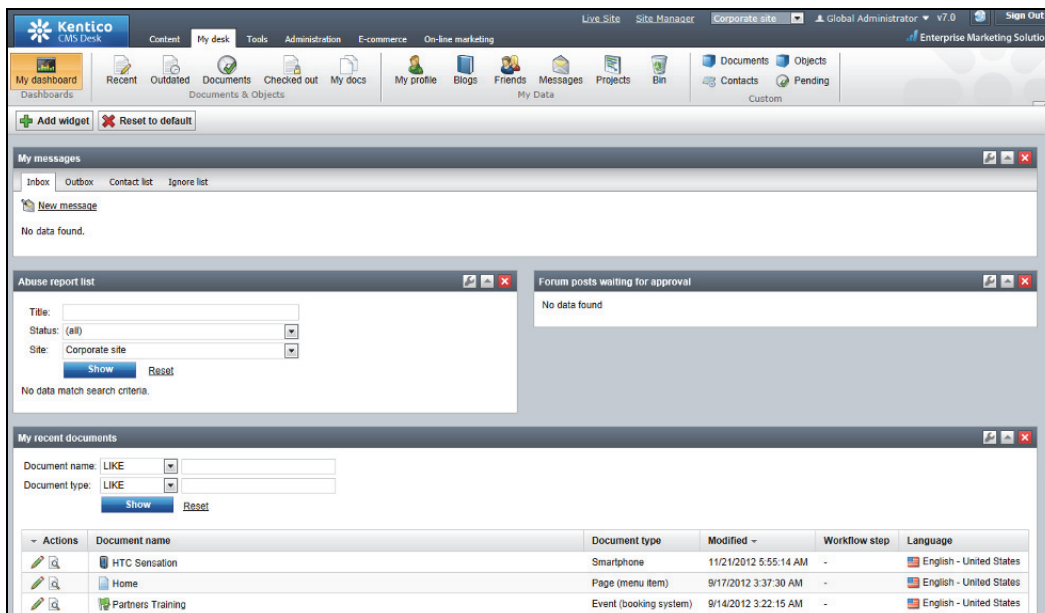 Live Site Site Manager Corporate site Global Administrator v7.0 Sign Out
Kentico
CMS Desk
Content My desk Tools Administration E-commerce On-line marketing
Enterprise Marketing Solutio
My dashboard Recent Outdated Documents Checked out My docs My profile Blogs Friends Messages Projects Bin
Documents Objects
Contacts Pending
Dashboards Documents & Objects My Data Custom
Add widget Reset to default
My messages
Inbox Outbox Contact list Ignore list
New message
No data found.
Abuse report list
Title:
Status: (all)
Site: Corporate site
Show Reset
No data match search criteria.
Forum posts waiting for approval
No data found
My recent documents
Document name: LIKE
Document type: LIKE
Show Reset
Actions Document name Document type Modified Workflow step Language
HTC Sensation Smartphone 11/21/2012 5:55:14 AM - English - United States
Home Page (menu item) 9/17/2012 3:37:30 AM - English - United States
Partners Training Event (booking system) 9/14/2012 3:22:15 AM - English - United States